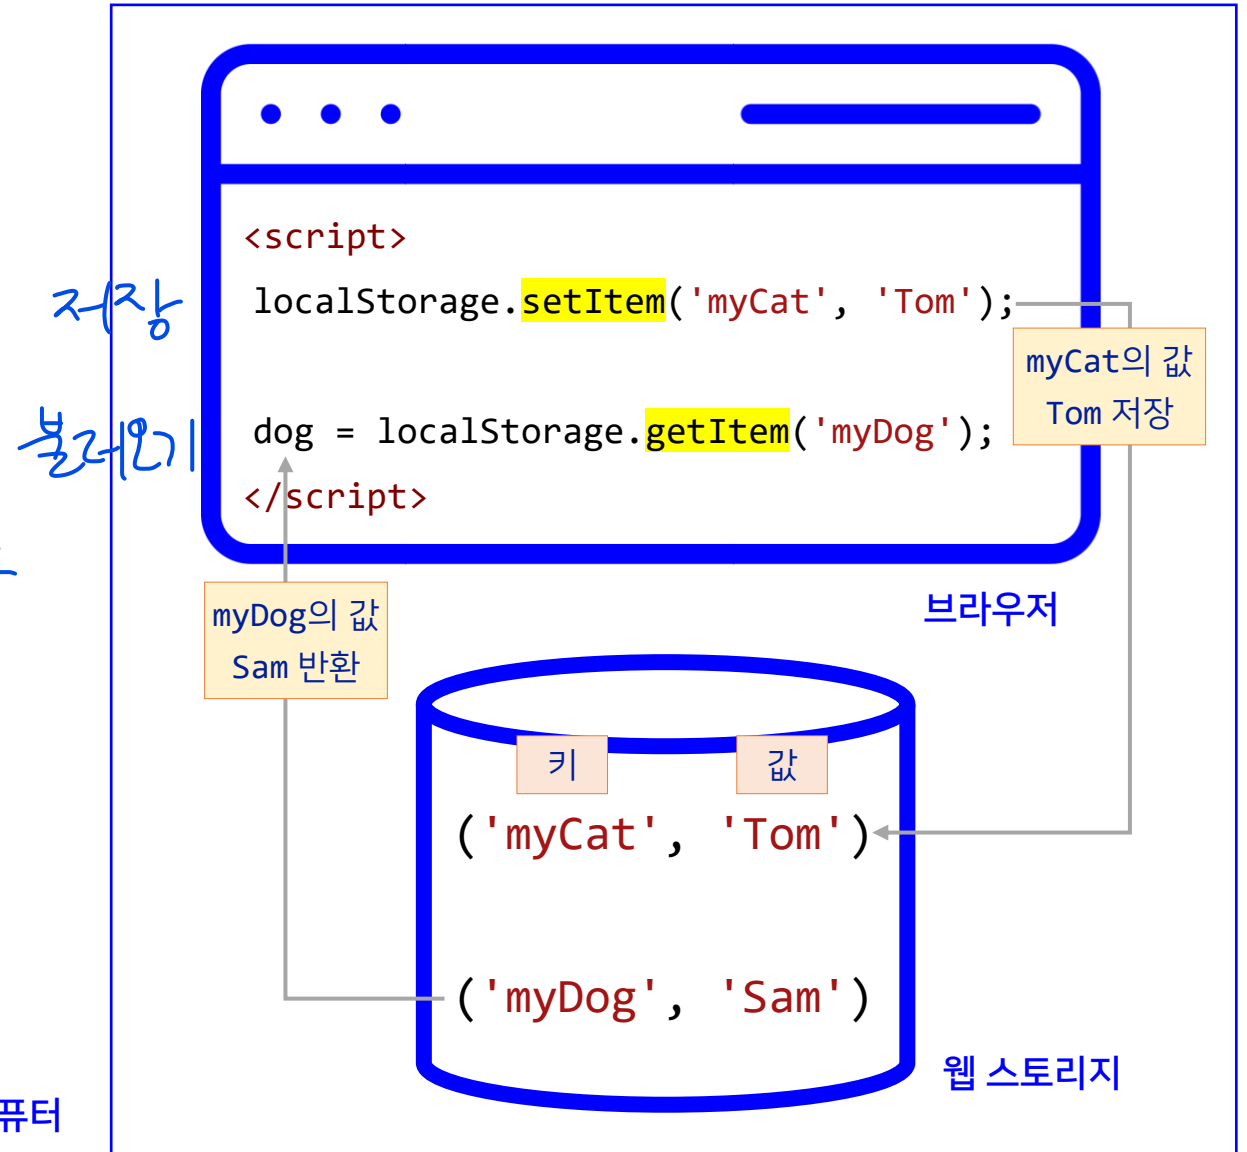 <script>
저장
localStorage.setItem('myCat', 'Tom');
myCat의 값
Tom 저장
불러오기
dog = localStorage.getItem('myDog');
</script>
myDog의 값
Sam 반환
브라우저
키 값
('myCat', 'Tom')
('myDog', 'Sam')
웹 스토리지
퓨터